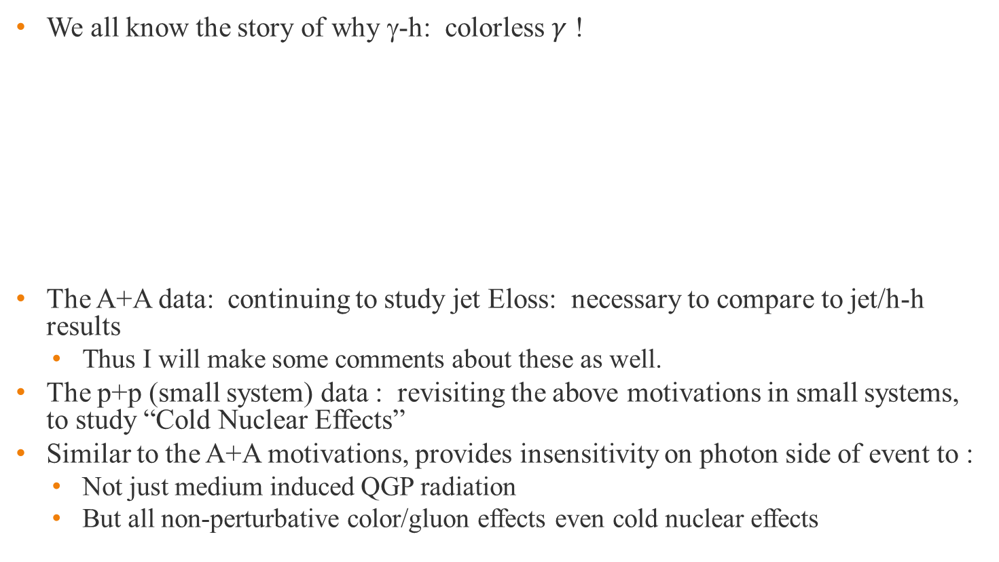 • We all know the story of why γ-h: colorless γ !
• The A+A data: continuing to study jet Eloss: necessary to compare to jet/h-h
results
• Thus I will make some comments about these as well.
• The p+p (small system) data : revisiting the above motivations in small systems,
to study “Cold Nuclear Effects”
• Similar to the A+A motivations, provides insensitivity on photon side of event to :
• Not just medium induced QGP radiation
• But all non-perturbative color/gluon effects even cold nuclear effects